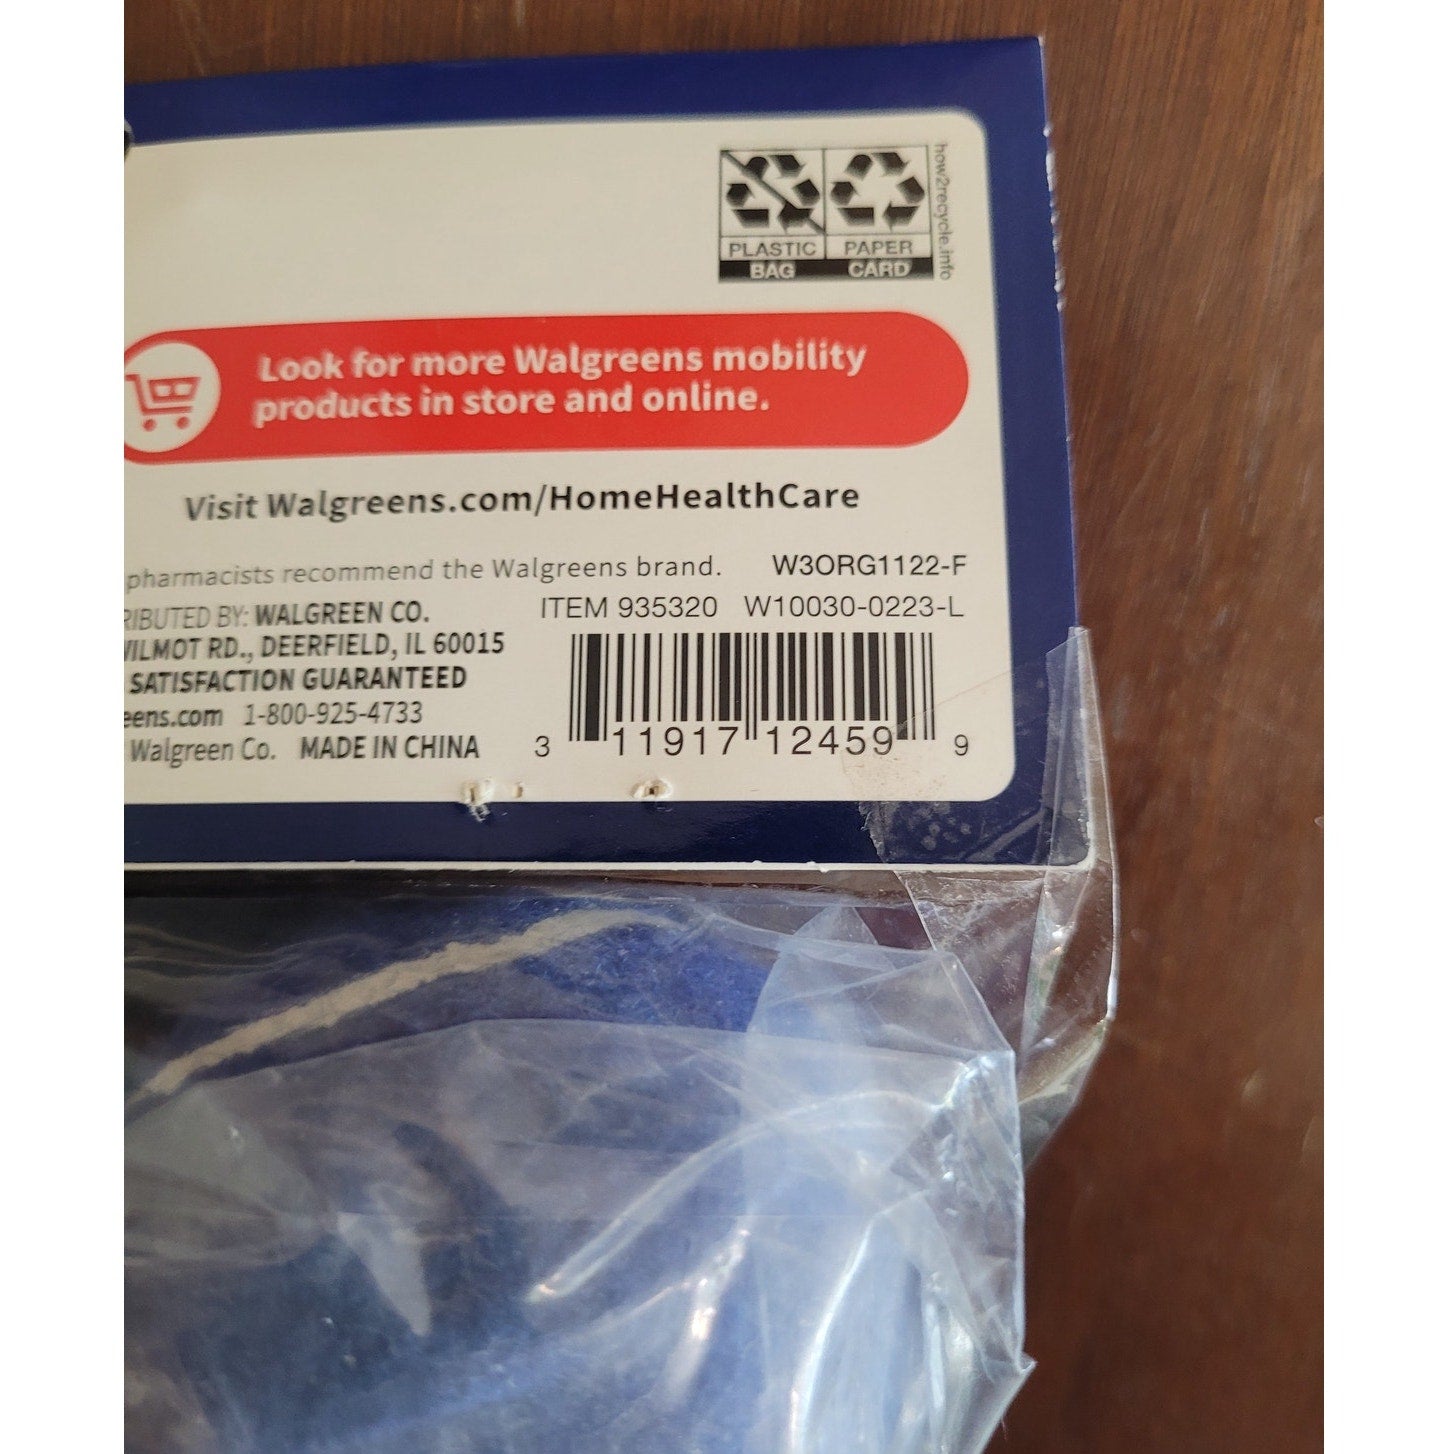 PLASTIC PAPER
BAG CARD
how2recycle.info
Look for more Walgreens mobility
products in store and online.
Visit Walgreens.com/HomeHealthCare
pharmacists recommend the Walgreens brand. W3ORG1122-F
RIBUTED BY: WALGREEN CO. ITEM 935320 W10030-0223-L
WILMOT RD., DEERFIELD, IL 60015
SATISFACTION GUARANTEED
eens.com 1-800-925-4733
Walgreen Co. MADE IN CHINA
3 11917 12459 9